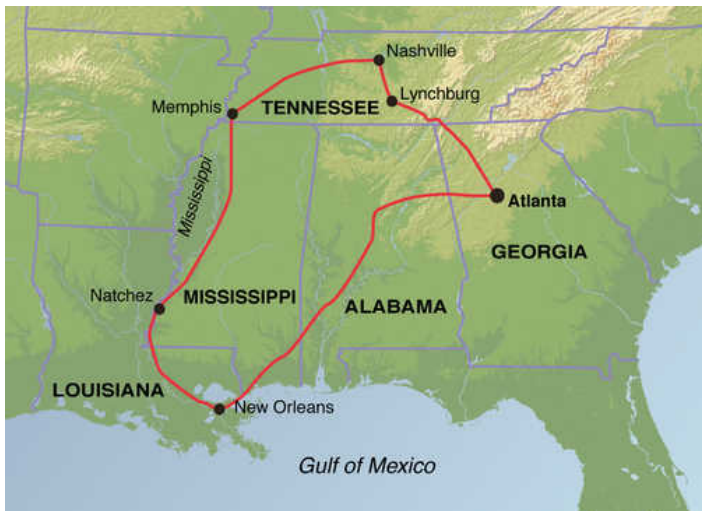 Nashville
Lynchburg
Memphis
TENNESSEE
Mississippi
Atlanta
GEORGIA
Natchez
MISSISSIPPI
ALABAMA
LOUISIANA
New Orleans
Gulf of Mexico